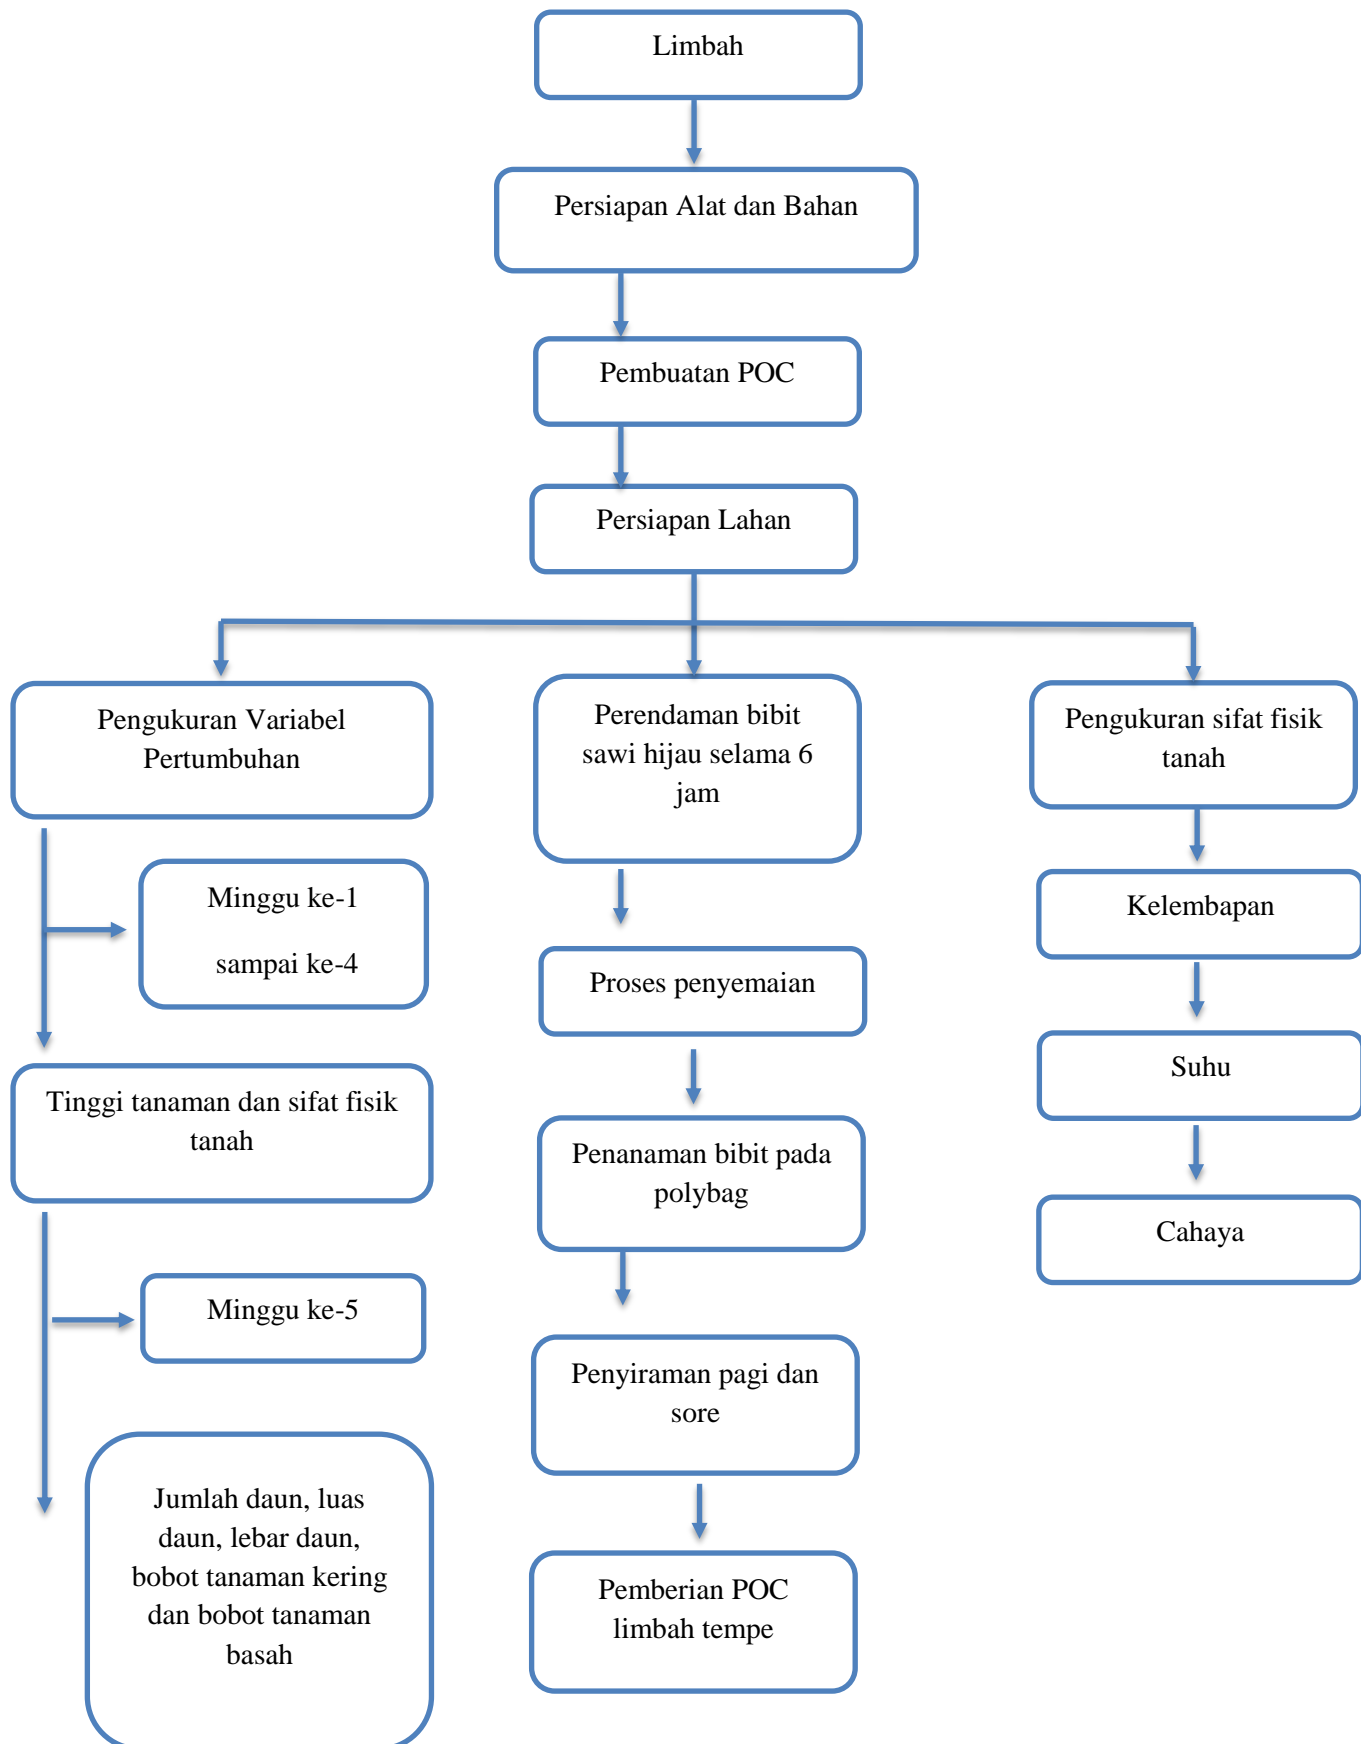 Limbah
Persiapan Alat dan Bahan
Pembuatan POC
Persiapan Lahan
Pengukuran Variabel
Pertumbuhan
Minggu ke-1
sampai ke-4
Tinggi tanaman dan sifat fisik
tanah
Minggu ke-5
Jumlah daun, luas
daun, lebar daun,
bobot tanaman kering
dan bobot tanaman
basah
Perendaman bibit
sawi hijau selama 6
jam
Proses penyemaian
Penanaman bibit pada
polybag
Penyiraman pagi dan
sore
Pemberian POC
limbah tempe
Pengukuran sifat fisik
tanah
Kelembapan
Suhu
Cahaya